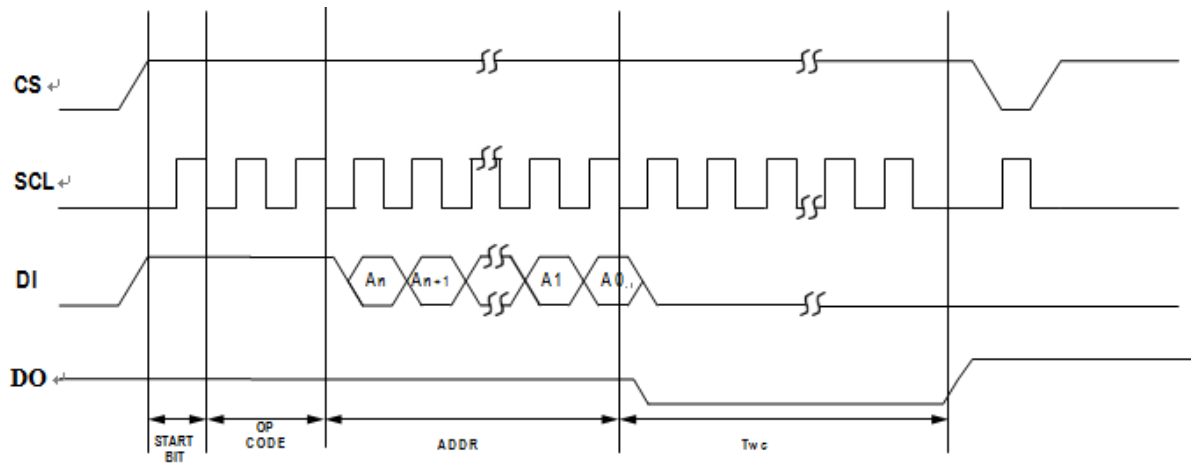 CS ↵
SCL ↵
DI
An An+1 A1 A0
DO ↵
START
BIT
OP
CODE
ADDR
Twc